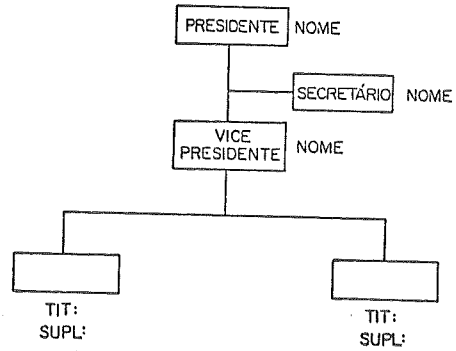 PRESIDENTE NOME
SECRETÁRIO NOME
VICE
PRESIDENTE NOME
TIT:
SUPL:
TIT:
SUPL: